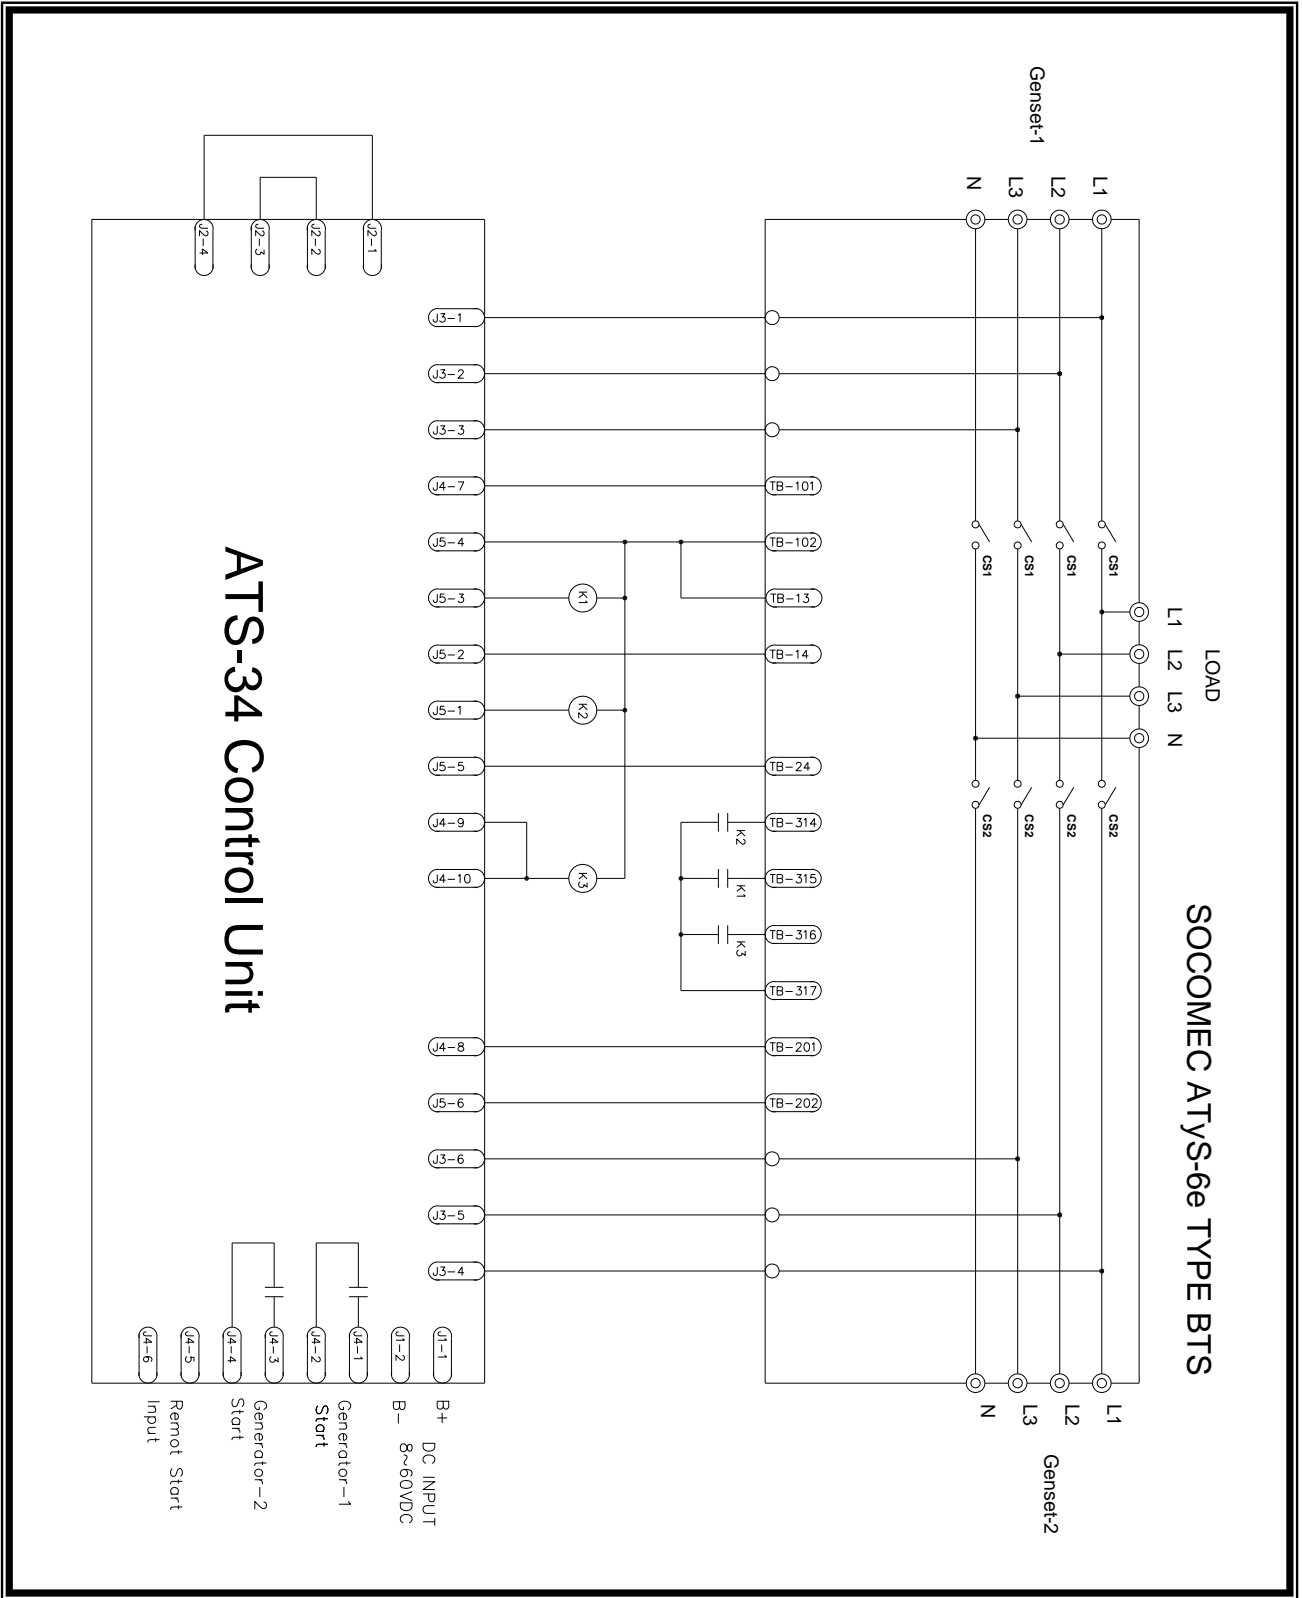 SOCOMEC ATyS-6e TYPE BTS
Genset-1
L1
L2
L3
N
LOAD
L1
L2
L3
N
Genset-2
L1
L2
L3
N
CS1
CS1
CS1
CS1
CS2
CS2
CS2
CS2
TB-101
TB-102
TB-13
TB-14
TB-24
TB-314
TB-315
TB-316
TB-317
TB-201
TB-202
K2
K1
K3
K1
K2
K3
J3-1
J3-2
J3-3
J4-7
J5-4
J5-3
J5-2
J5-1
J5-5
J4-9
J4-10
J4-8
J5-6
J3-6
J3-5
J3-4
J2-1
J2-2
J2-3
J2-4
ATS-34 Control Unit
J1-1
J1-2
J4-1
J4-2
J4-3
J4-4
J4-5
J4-6
B+ DC INPUT
B- 8~60VDC
Generator-1
Start
Generator-2
Start
Remot Start
Input